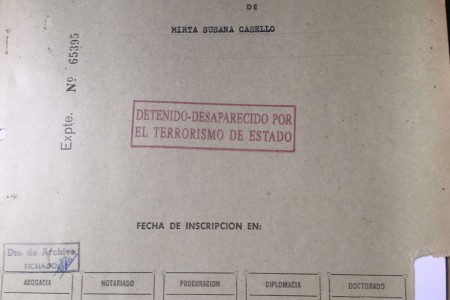 DE
MIRTA SUSANA CASELLO
Expte. Nº 65395
DETENIDO-DESAPARECIDO POR
EL TERRORISMO DE ESTADO
FECHA DE INSCRIPCION EN:
Dto. de Archivo
FICHADO
ABOGACIA NOTARIADO PROCURACION DIPLOMACIA DOCTORADO